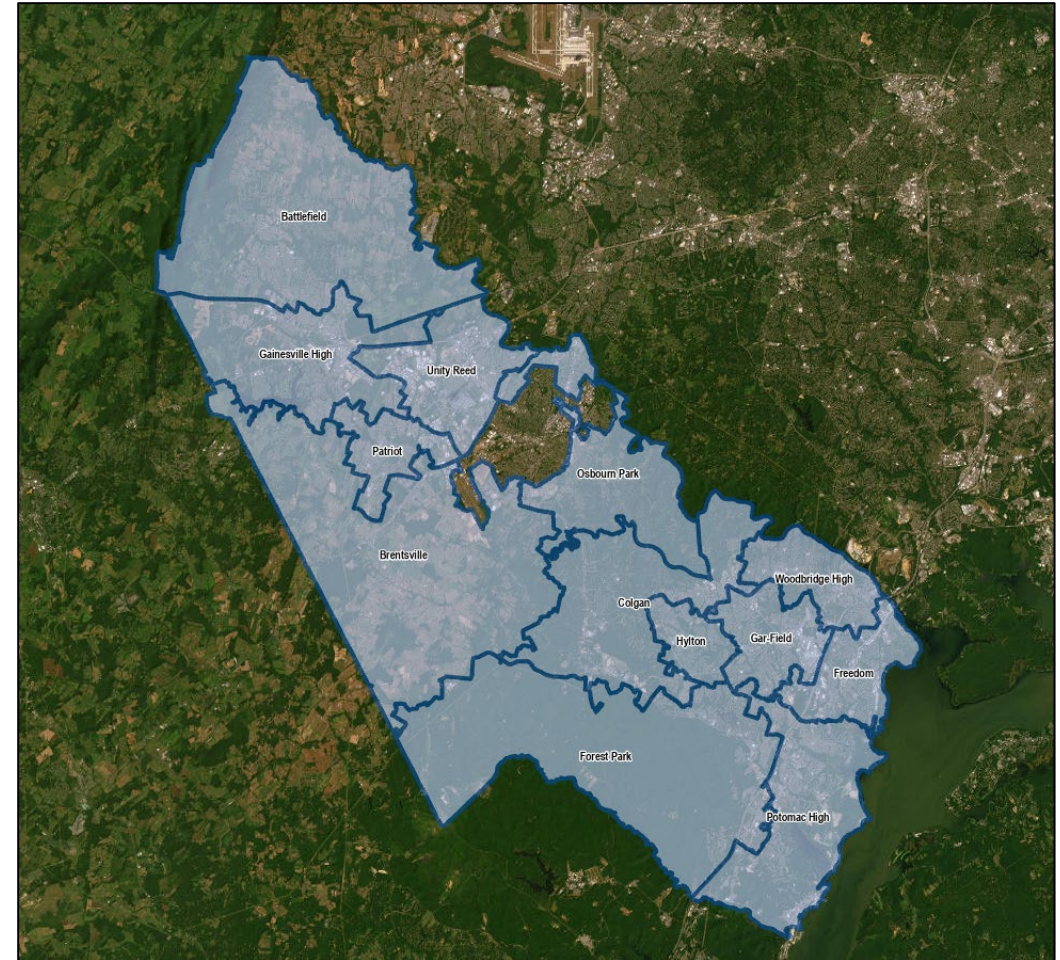 Battlefield
Gainesville High
Unity Reed
Patriot
Osbourn Park
Brentsville
Woodbridge High
Colgan
Gar-Field
Hylton
Freedom
Forest Park
Potomac High